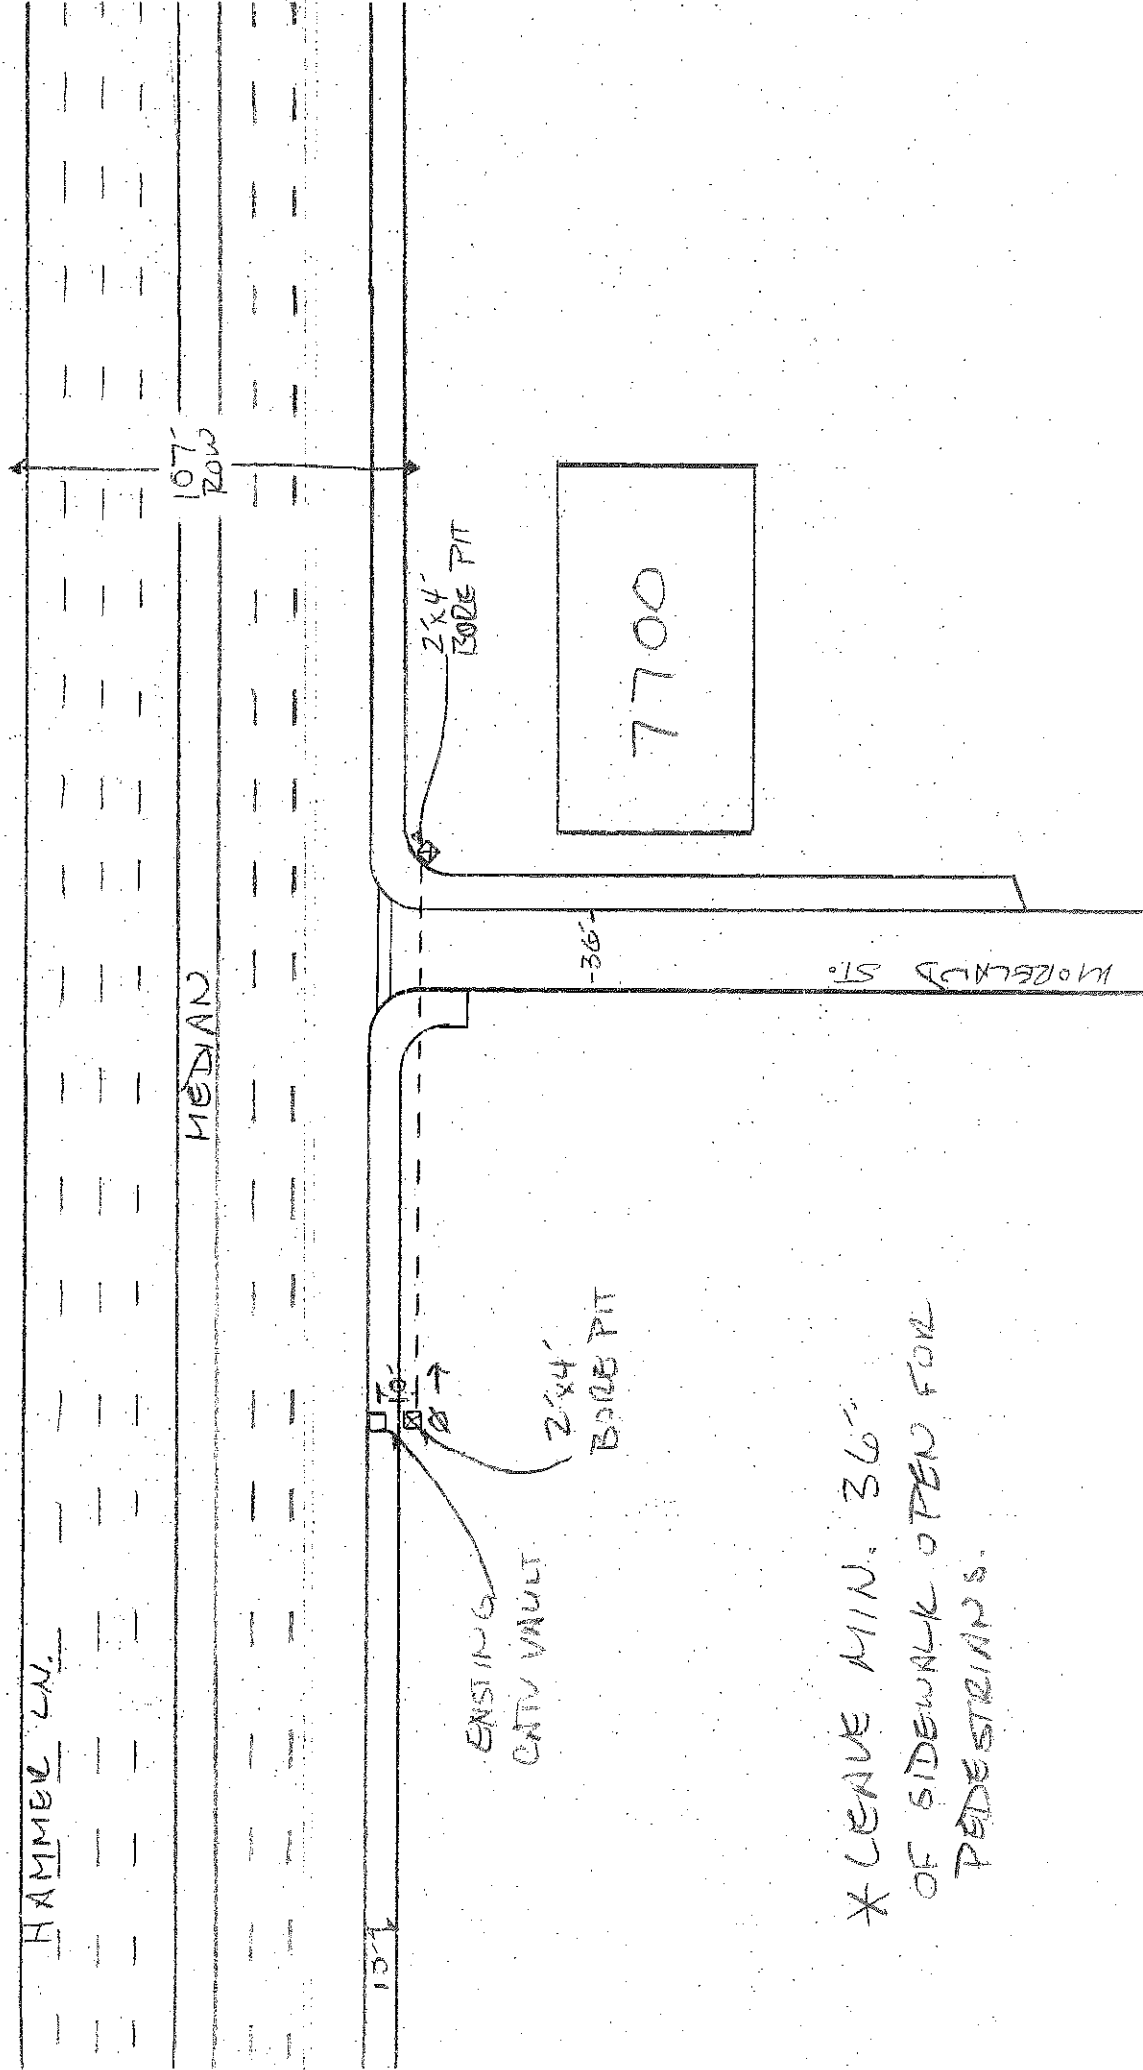 HAMMER LN.
MEDIAN
107'
ROW
2'x4'
BORE PIT
7700
36'
MORELAND ST.
10'
2'x4'
BORE PIT
EXISTING
CATV VAULT
10'
* LEAVE MIN. 36"
OF SIDEWALK OPEN FOR
PEDESTRIANS.